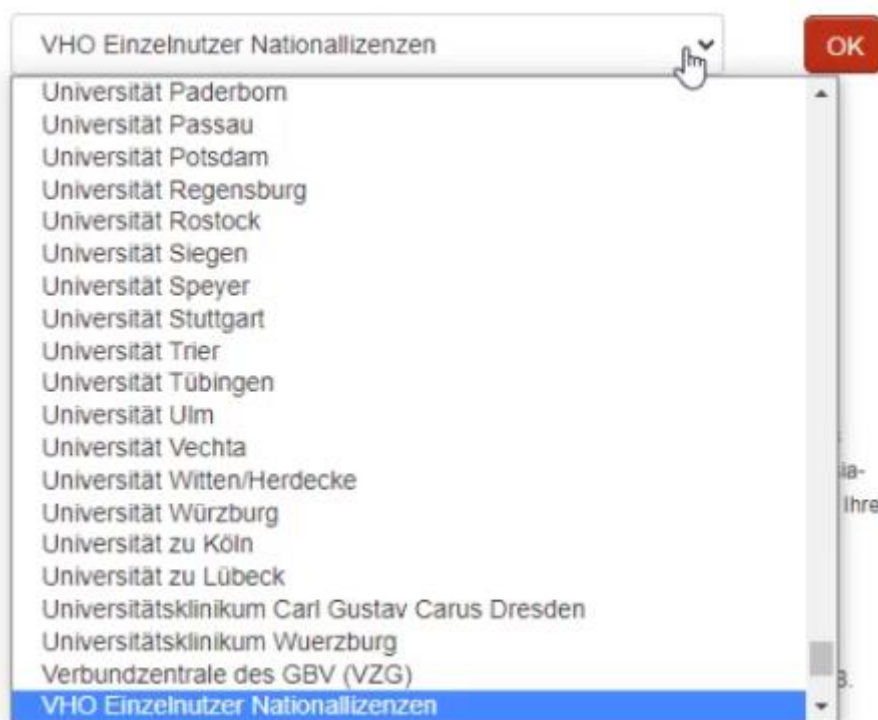 VHO Einzelnutzer Nationallizenzen
OK
Universität Paderborn
Universität Passau
Universität Potsdam
Universität Regensburg
Universität Rostock
Universität Siegen
Universität Speyer
Universität Stuttgart
Universität Trier
Universität Tübingen
Universität Ulm
Universität Vechta
Universität Witten/Herdecke
Universität Würzburg
Universität zu Köln
Universität zu Lübeck
Universitätsklinikum Carl Gustav Carus Dresden
Universitätsklinikum Wuerzburg
Verbundzentrale des GBV (VZG)
VHO Einzelnutzer Nationallizenzen
Ihre